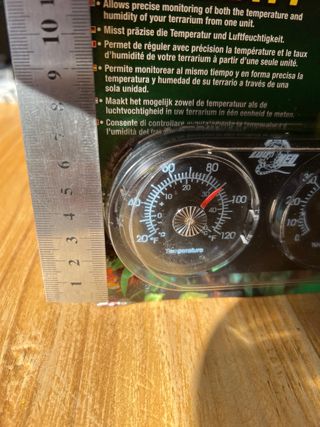 Allows precise monitoring of both the temperature and
humidity of your terrarium from one unit.
Misst präzise die Temperatur und Luftfeuchtigkeit.
Permet de réguler avec précision la température et le taux
d'humidité de votre terrarium à partir d'une seule unité.
Permite monitorear al mismo tiempo y en forma precisa la
temperatura y humedad de su terrario a través de una
sola unidad.
Maakt het mogelijk zowel de temperatuur als de
luchtvochtigheid in uw terrarium in één eenheid te meten.
Consente di controllare
l'umidità del
10
9
8
7
6
5
4
3
2
1
20
40
60
80
100
120
°F
°C
°F
Temperature
30
20
10
0